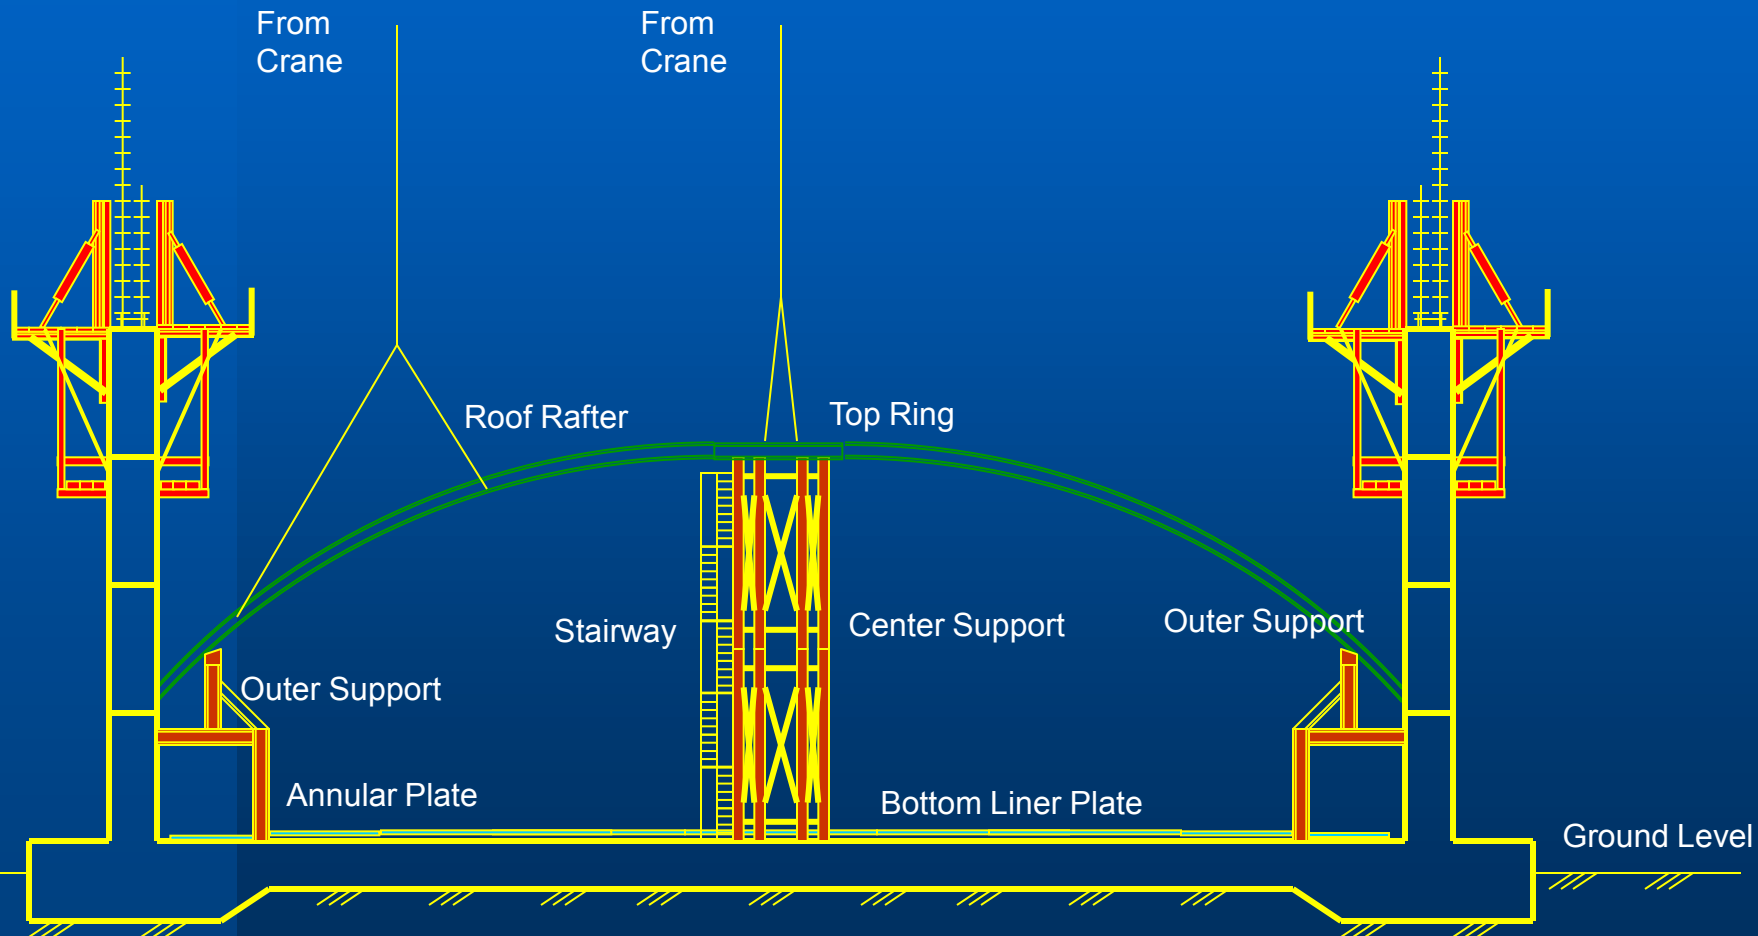 From
Crane
From
Crane
Roof Rafter
Top Ring
Stairway
Center Support
Outer Support
Outer Support
Annular Plate
Bottom Liner Plate
Ground Level